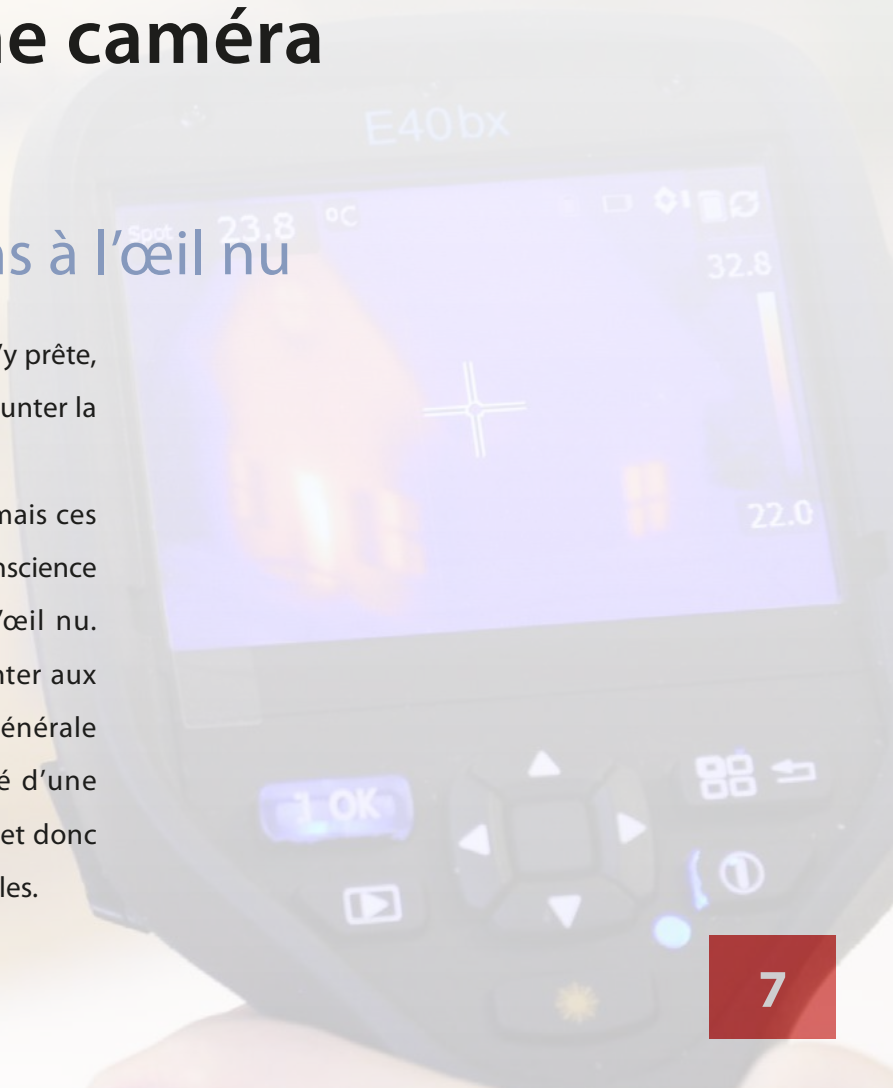 ne caméra
E40bx
Spot 23.8 °C
ns à l’œil nu
32.8
’y prête,
unter la
mais ces
22.0
nscience
’œil nu.
nter aux
énérale
é d’une
et donc
les.
OK
7